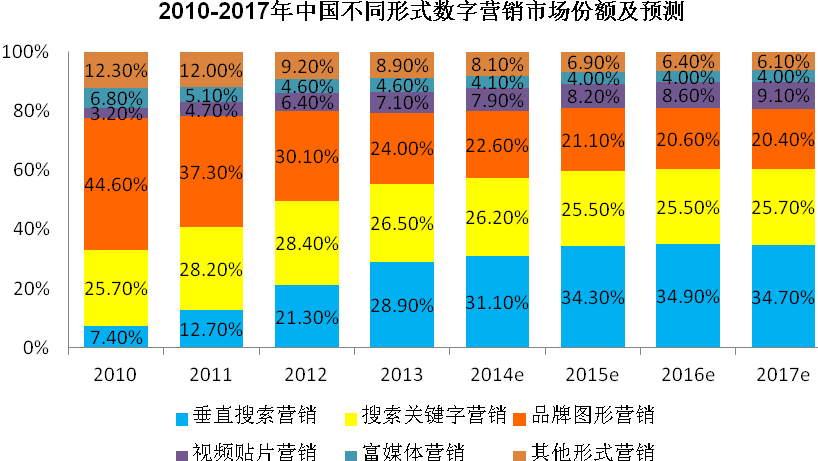 2010-2017年中国不同形式数字营销市场份额及预测
100%
12.30% 12.00% 9.20% 8.90% 8.10% 6.90% 6.40% 6.10%
6.80% 5.10% 4.60% 4.60% 4.10% 4.00% 4.00% 4.00%
80%
3.20% 4.70% 6.40% 7.10% 7.90% 8.20% 8.60% 9.10%
60%
44.60% 37.30% 30.10% 24.00% 22.60% 21.10% 20.60% 20.40%
40%
25.70% 28.20% 28.40% 26.50% 26.20% 25.50% 25.50% 25.70%
20%
7.40% 12.70% 21.30% 28.90% 31.10% 34.30% 34.90% 34.70%
0%
2010 2011 2012 2013 2014e 2015e 2016e 2017e
垂直搜索营销 搜索关键字营销 品牌图形营销
视频贴片营销 富媒体营销 其他形式营销